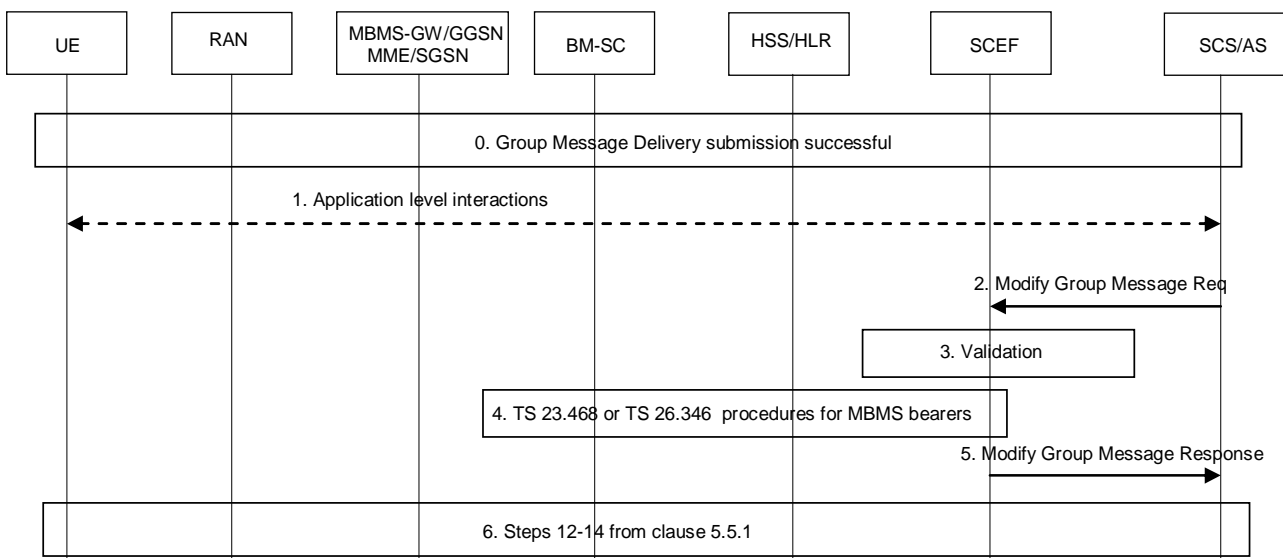 UE
RAN
MBMS-GW/GGSN
MME/SGSN
BM-SC
HSS/HLR
SCEF
SCS/AS
0. Group Message Delivery submission successful
1. Application level interactions
2. Modify Group Message Req
3. Validation
4. TS 23.468 or TS 26.346 procedures for MBMS bearers
5. Modify Group Message Response
6. Steps 12-14 from clause 5.5.1